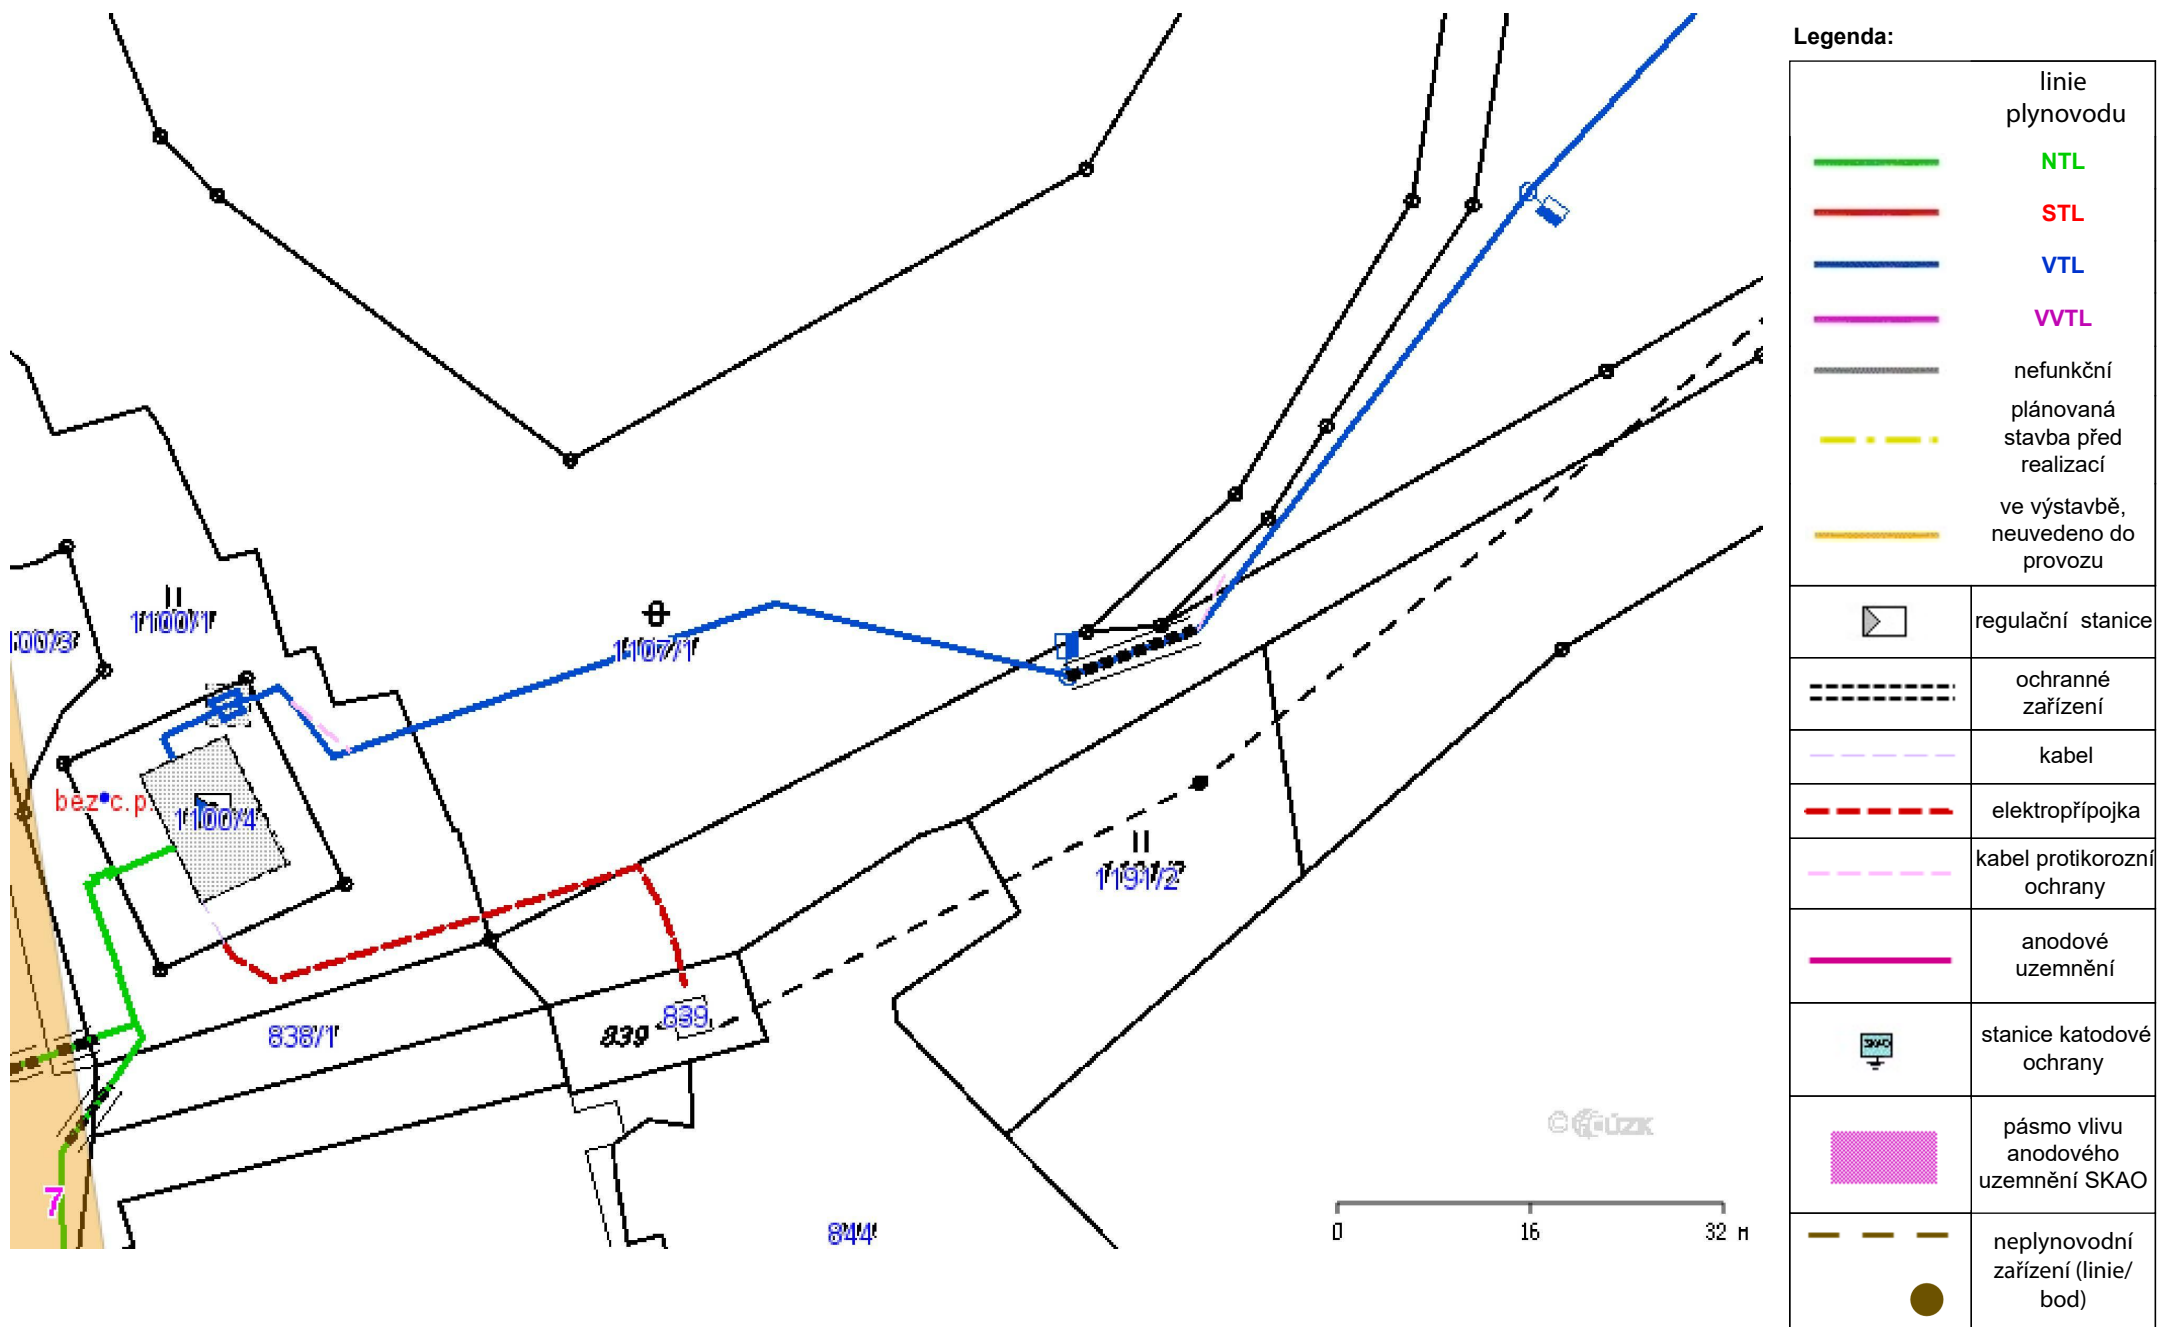 Legenda:
linie
plynovodu
NTL
STL
VTL
VVTL
nefunkční
plánovaná
stavba před
realizací
ve výstavbě,
neuvedeno do
provozu
regulační stanice
ochranné
zařízení
kabel
elektropřípojka
kabel protikorozní
ochrany
anodové
uzemnění
SKAO
stanice katodové
ochrany
pásmo vlivu
anodového
uzemnění SKAO
neplynovodní
zařízení (linie/
bod)
1100/1
1107/1
bez č.p.
1100/4
1191/2
839
839
838/1
7
844
0
16
32 м